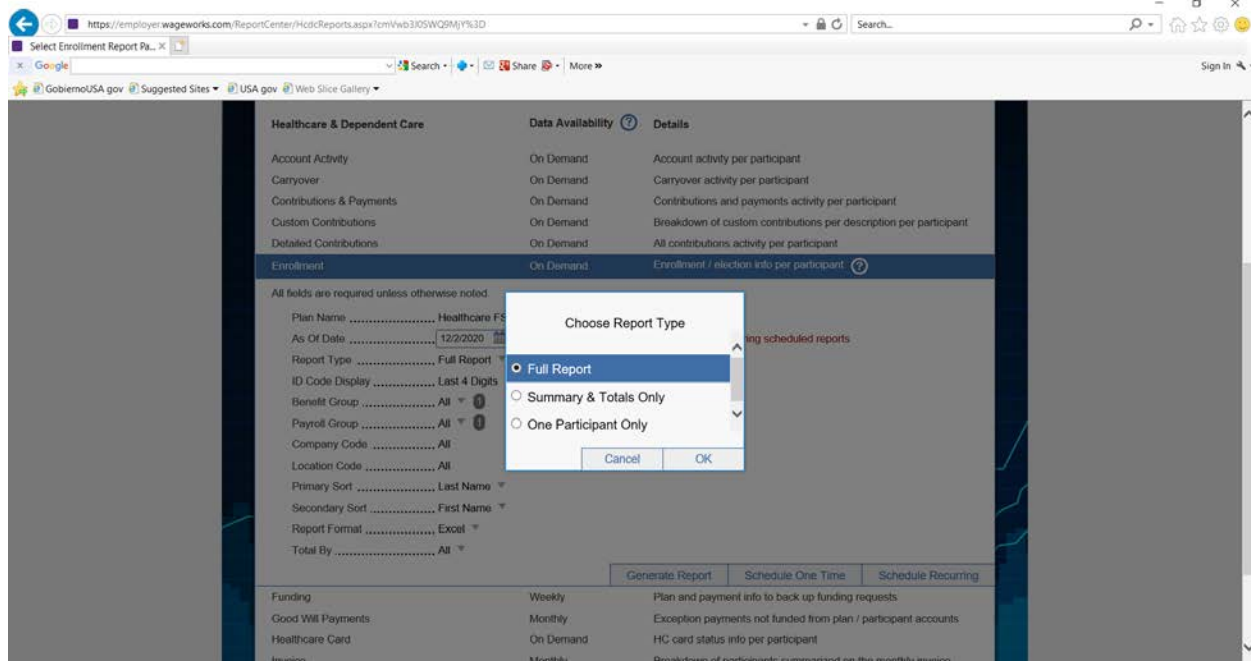 https://employer.wageworks.com/ReportCenter/HcdcReports.aspx?cmVwb3J0SWQ9MjY%3D Search...
Select Enrollment Report Pa... ×
x Google Search Share More »
Sign In
GobiernoUSA gov Suggested Sites USA gov Web Slice Gallery
Healthcare & Dependent Care Data Availability ? Details
Account Activity On Demand Account activity per participant
Carryover On Demand Carryover activity per participant
Contributions & Payments On Demand Contributions and payments activity per participant
Custom Contributions On Demand Breakdown of custom contributions per description per participant
Detailed Contributions On Demand All contributions activity per participant
Enrollment On Demand Enrollment / election info per participant ?
All fields are required unless otherwise noted.
Plan Name ...................... Healthcare FS
As Of Date ...................... 12/2/2020 ing scheduled reports
Report Type ...................... Full Report
ID Code Display ................ Last 4 Digits
Benefit Group ................... All
Payroll Group .................... All
Company Code ................ All
Location Code .................. All
Primary Sort .................... Last Name
Secondary Sort ................. First Name
Report Format .................. Excel
Total By .......................... All
Choose Report Type
Full Report
Summary & Totals Only
One Participant Only
Cancel OK
Generate Report Schedule One Time Schedule Recurring
Funding Weekly Plan and payment info to back up funding requests
Good Will Payments Monthly Exception payments not funded from plan / participant accounts
Healthcare Card On Demand HC card status info per participant
Invoice Monthly Breakdown of participants summarized on the monthly invoice